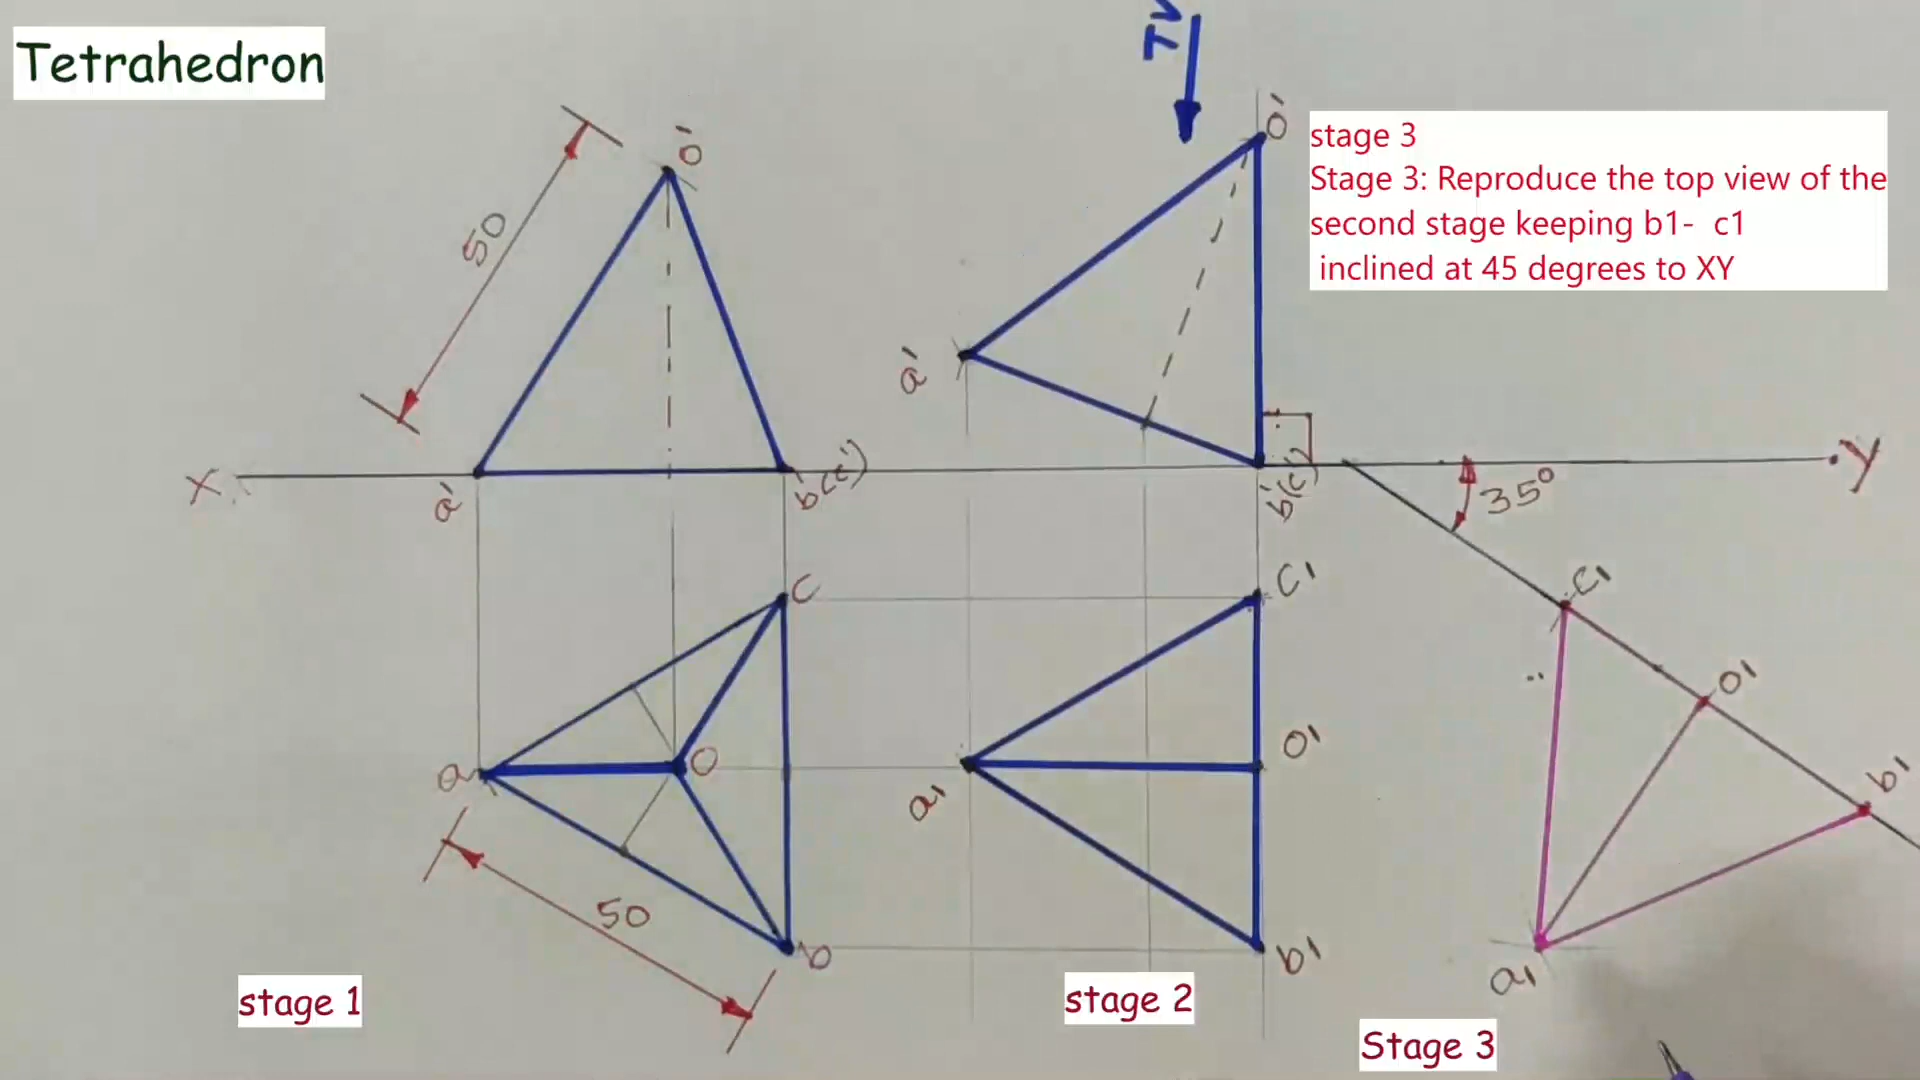 Tetrahedron
TV
o'
o'
stage 3
Stage 3: Reproduce the top view of the
second stage keeping b1- c1
inclined at 45 degrees to XY
50
a'
X
a'
b'(c')
b'(c')
35°
Y
c
c1
c1
a
o
o1
o1
a1
b1
50
b
b1
a1
stage 1
stage 2
Stage 3